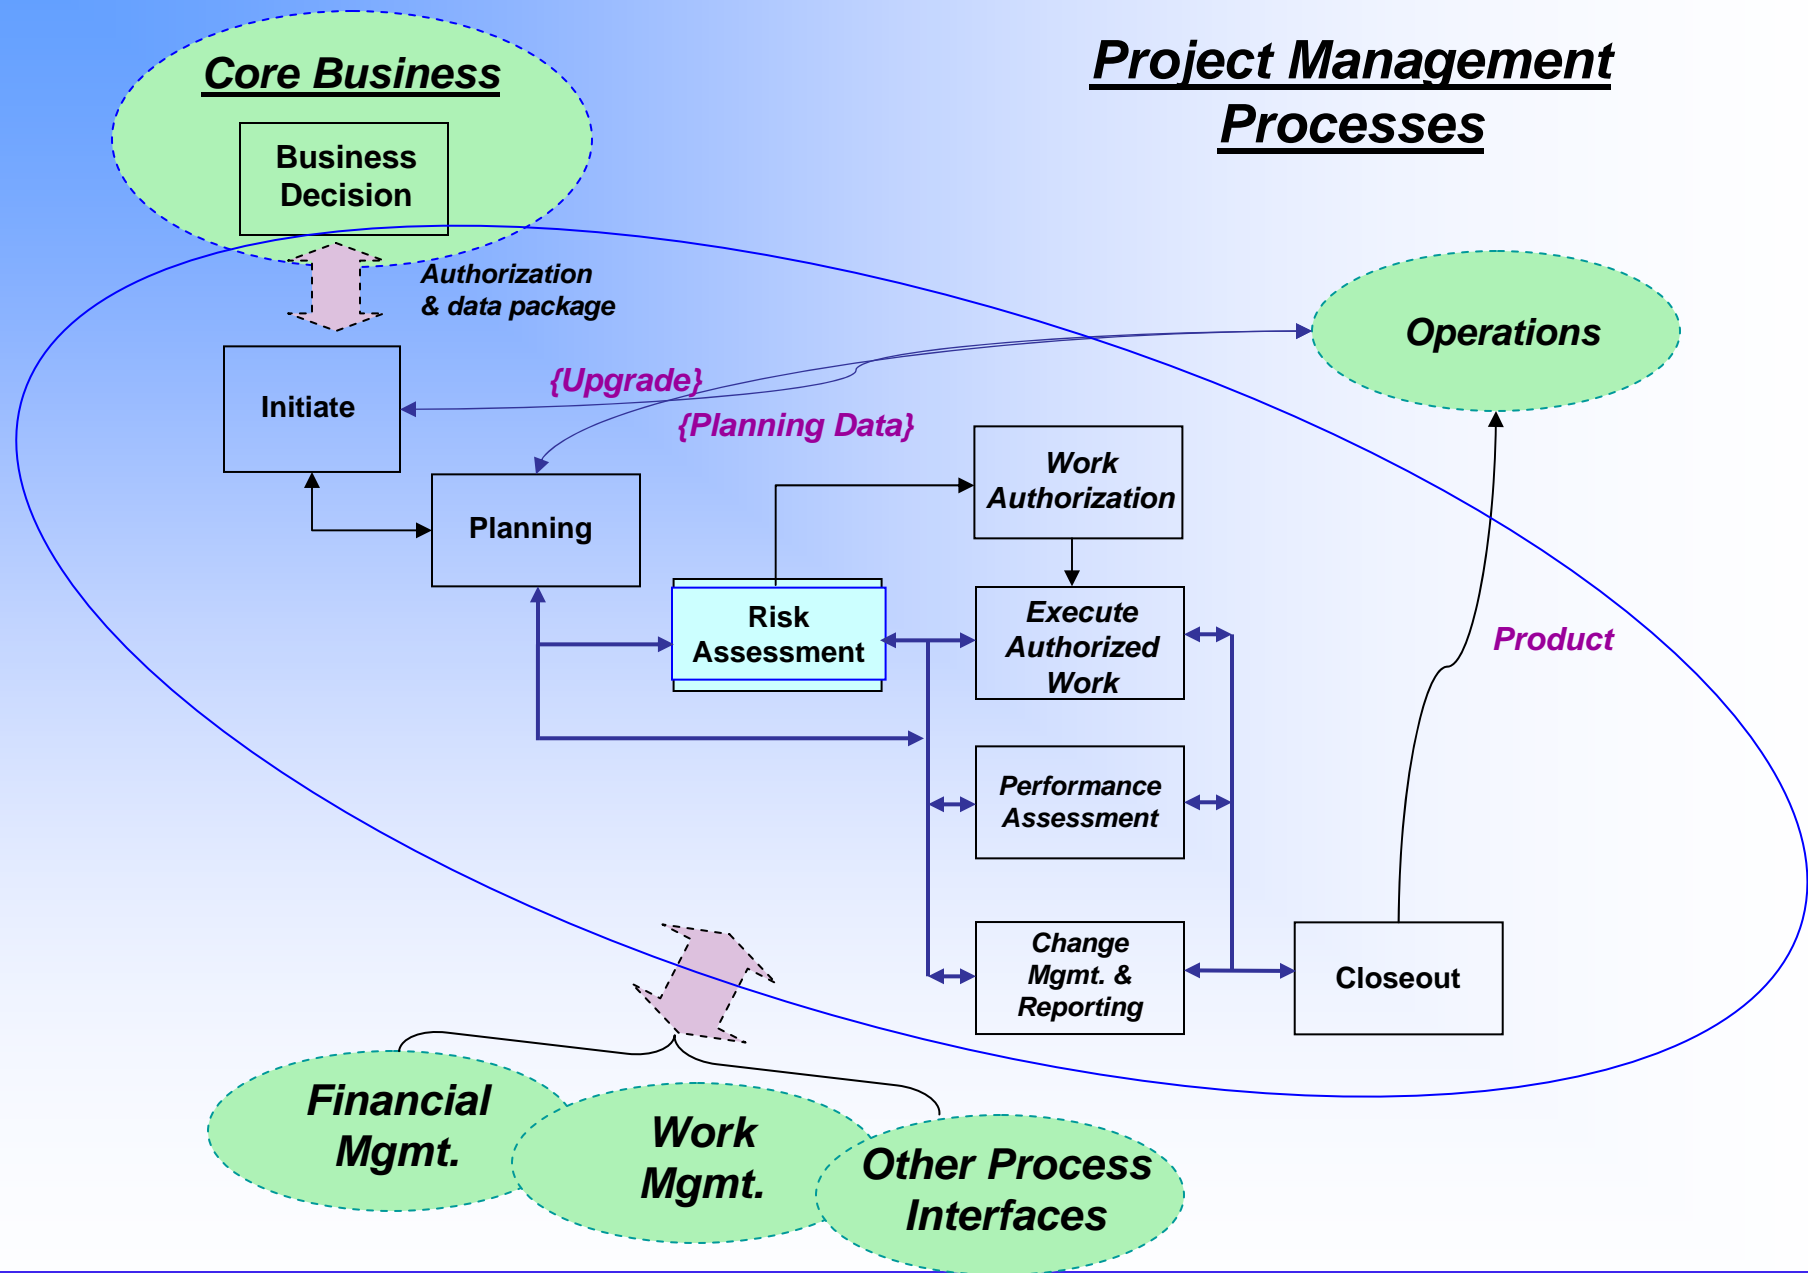 Core Business
Project Management
Processes
Business
Decision
Authorization
& data package
Operations
{Upgrade}
Initiate
{Planning Data}
Work
Authorization
Planning
Risk
Assessment
Execute
Authorized
Work
Product
Performance
Assessment
Change
Mgmt. &
Reporting
Closeout
Financial
Mgmt.
Work
Mgmt.
Other Process
Interfaces